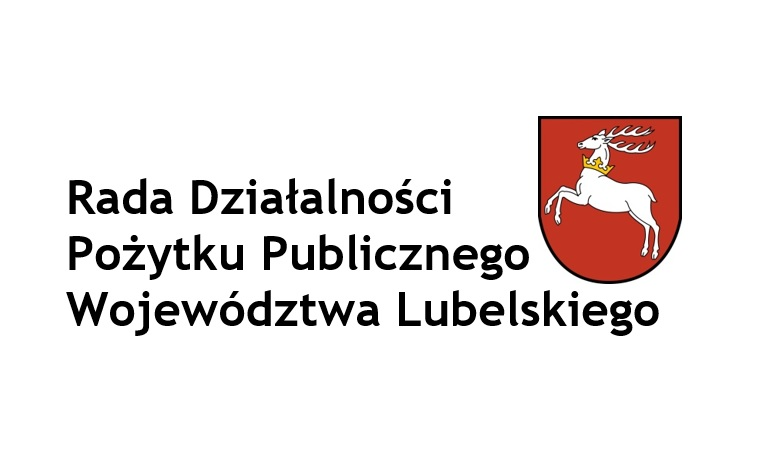 Rada Działalności
Pożytku Publicznego
Województwa Lubelskiego